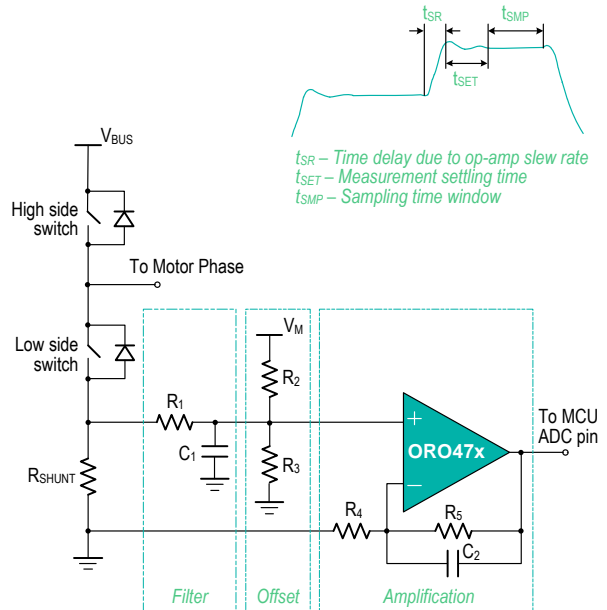 tSR
tSMP
tSET
tSR – Time delay due to op-amp slew rate
tSET – Measurement settling time
tSMP – Sampling time window
VBUS
High side
switch
To Motor Phase
Low side
switch
VM
R2
R1
C1
R3
RSHUNT
+
ORO47x
–
To MCU
ADC pin
R4
R5
C2
Filter
Offset
Amplification